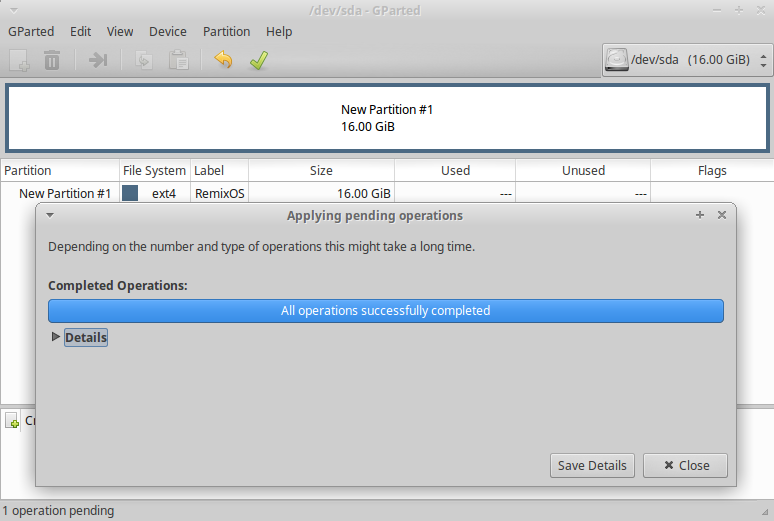 /dev/sda - GParted
GParted Edit View Device Partition Help
/dev/sda (16.00 GiB)
New Partition #1
16.00 GiB
Partition File System Label Size Used Unused Flags
New Partition #1 ext4 RemixOS 16.00 GiB --- ---
Applying pending operations
Depending on the number and type of operations this might take a long time.
Completed Operations:
All operations successfully completed
Details
Save Details Close
1 operation pending